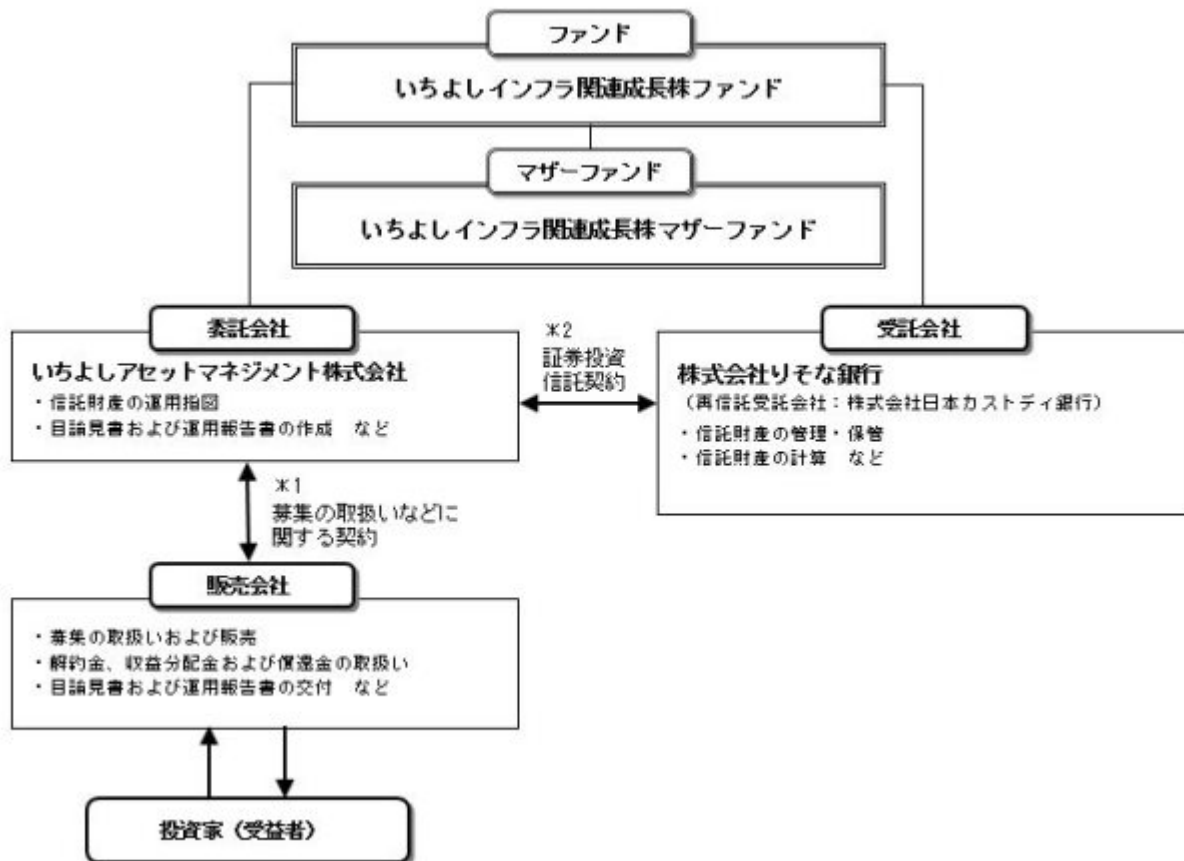 ファンド
いちよしインフラ関連成長株ファンド
マザーファンド
いちよしインフラ関連成長株マザーファンド
委託会社
いちよしアセットマネジメント株式会社
・信託財産の運用指図
・目論見書および運用報告書の作成　など
＊2
証券投資
信託契約
受託会社
株式会社りそな銀行
（再信託受託会社：株式会社日本カストディ銀行）
・信託財産の管理・保管
・信託財産の計算　など
＊1
募集の取扱いなどに
関する契約
販売会社
・募集の取扱いおよび販売
・解約金、収益分配金および償還金の取扱い
・目論見書および運用報告書の交付　など
投資家（受益者）